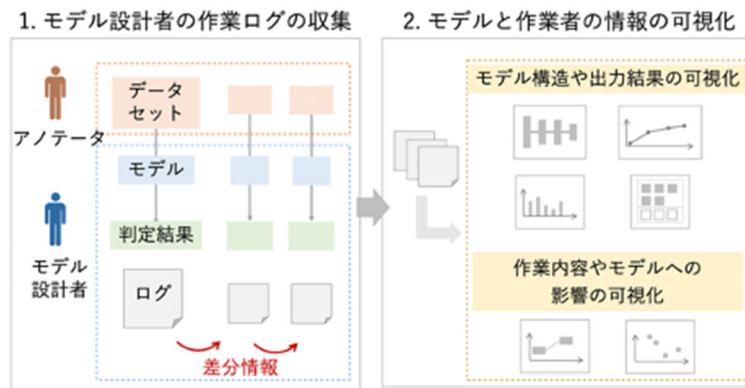 1. モデル設計者の作業ログの収集
2. モデルと作業者の情報の可視化
アノテータ
データ
セット
モデル
判定結果
モデル
設計者
ログ
差分情報
モデル構造や出力結果の可視化
作業内容やモデルへの
影響の可視化